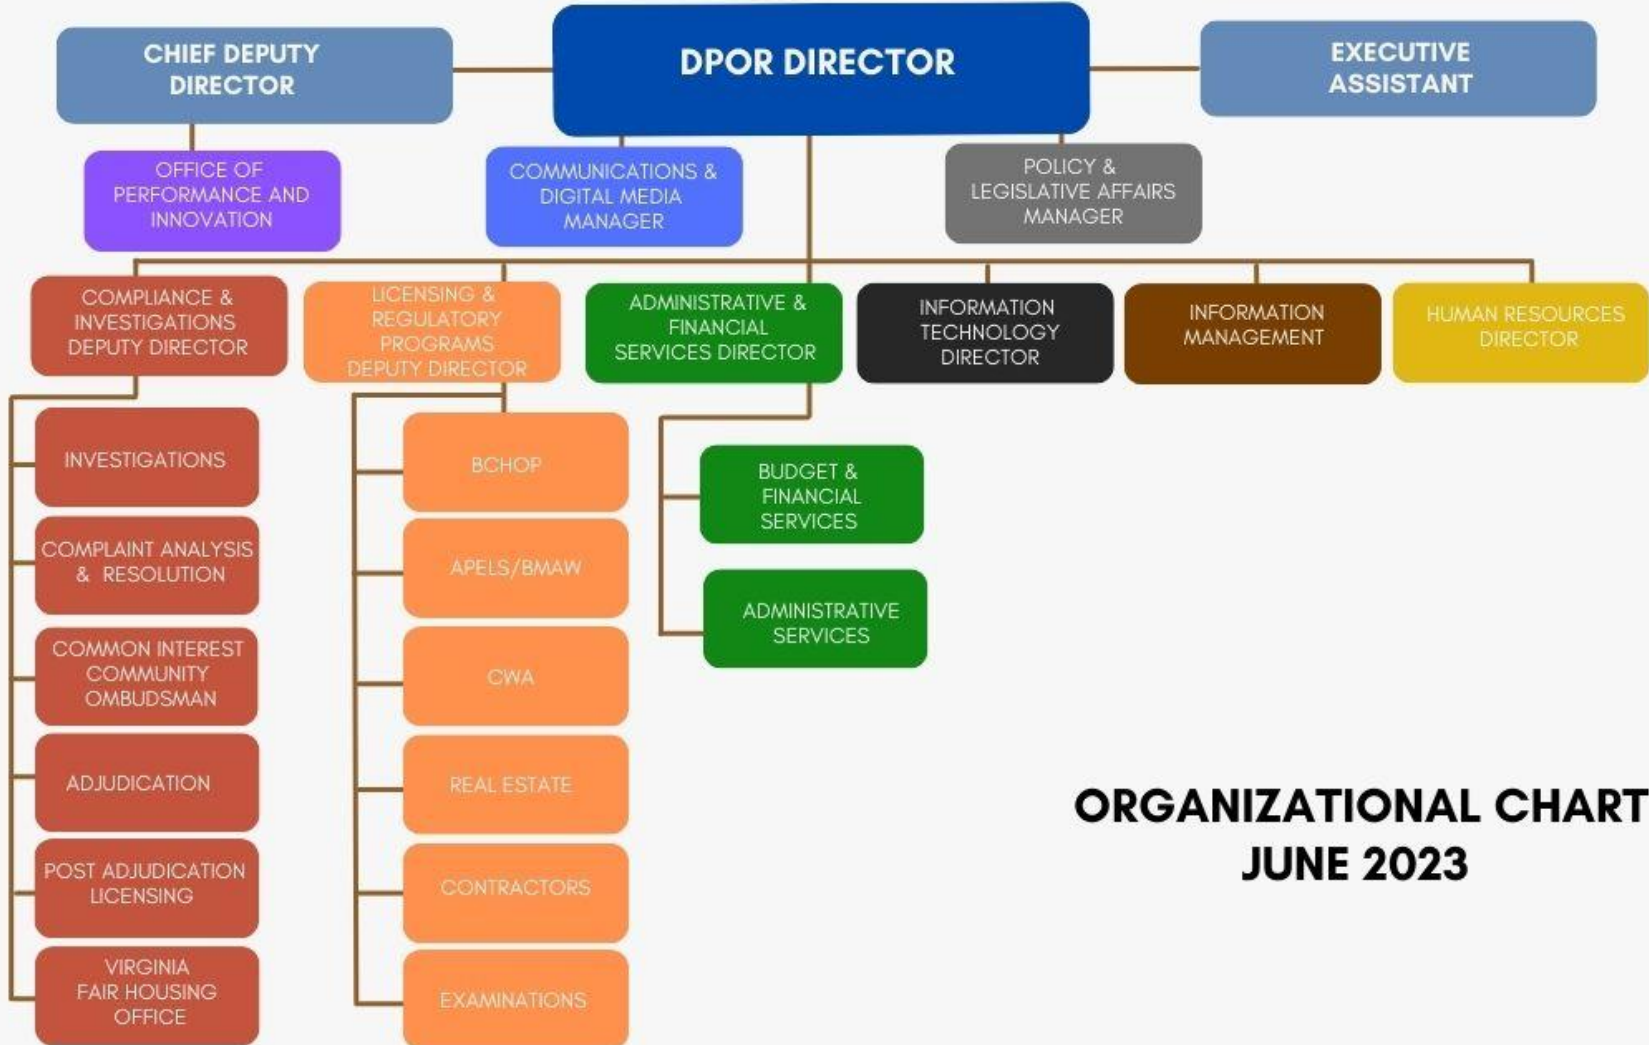 CHIEF DEPUTY
DIRECTOR
DPOR DIRECTOR
EXECUTIVE
ASSISTANT
OFFICE OF
PERFORMANCE AND
INNOVATION
COMMUNICATIONS &
DIGITAL MEDIA
MANAGER
POLICY &
LEGISLATIVE AFFAIRS
MANAGER
COMPLIANCE &
INVESTIGATIONS
DEPUTY DIRECTOR
LICENSING &
REGULATORY
PROGRAMS
DEPUTY DIRECTOR
ADMINISTRATIVE &
FINANCIAL
SERVICES DIRECTOR
INFORMATION
TECHNOLOGY
DIRECTOR
INFORMATION
MANAGEMENT
HUMAN RESOURCES
DIRECTOR
INVESTIGATIONS
COMPLAINT ANALYSIS
& RESOLUTION
COMMON INTEREST
COMMUNITY
OMBUDSMAN
ADJUDICATION
POST ADJUDICATION
LICENSING
VIRGINIA
FAIR HOUSING
OFFICE
BCHOP
APELS/BMAW
CWA
REAL ESTATE
CONTRACTORS
EXAMINATIONS
BUDGET &
FINANCIAL
SERVICES
ADMINISTRATIVE
SERVICES
ORGANIZATIONAL CHART
JUNE 2023